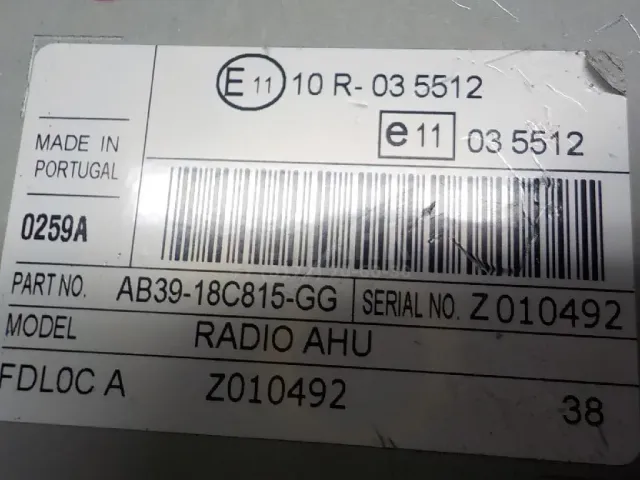 E 11 10 R- 03 5512
e 11 03 5512
MADE IN
PORTUGAL
0259A
PART NO. AB39-18C815-GG SERIAL NO. Z 010492
MODEL RADIO AHU
FDL0C A Z010492 38